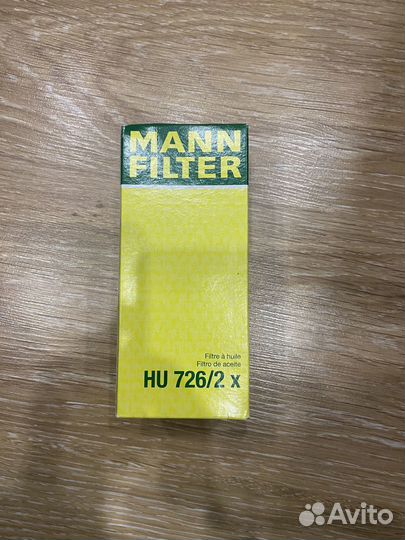 MANN
FILTER
Filtre à huile
Filtro de aceite
HU 726/2 x
Avito